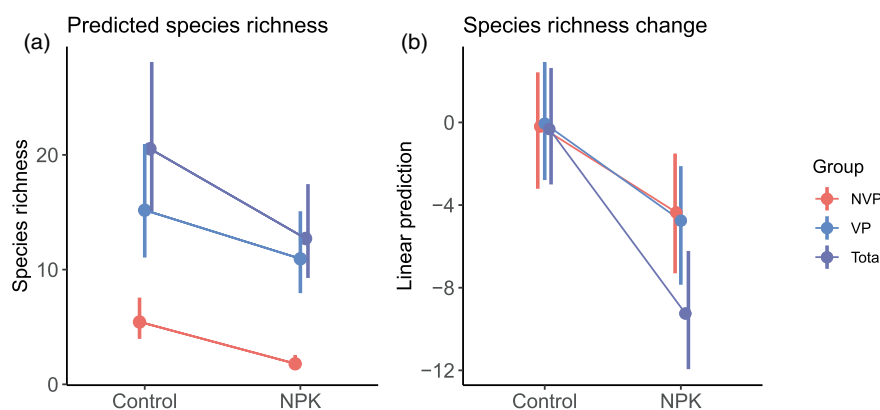 Predicted species richness
(a)
Species richness
20
10
0
Control NPK
Species richness change
(b)
Linear prediction
0
−4
−8
−12
Control NPK
Group
NVP
VP
Tota